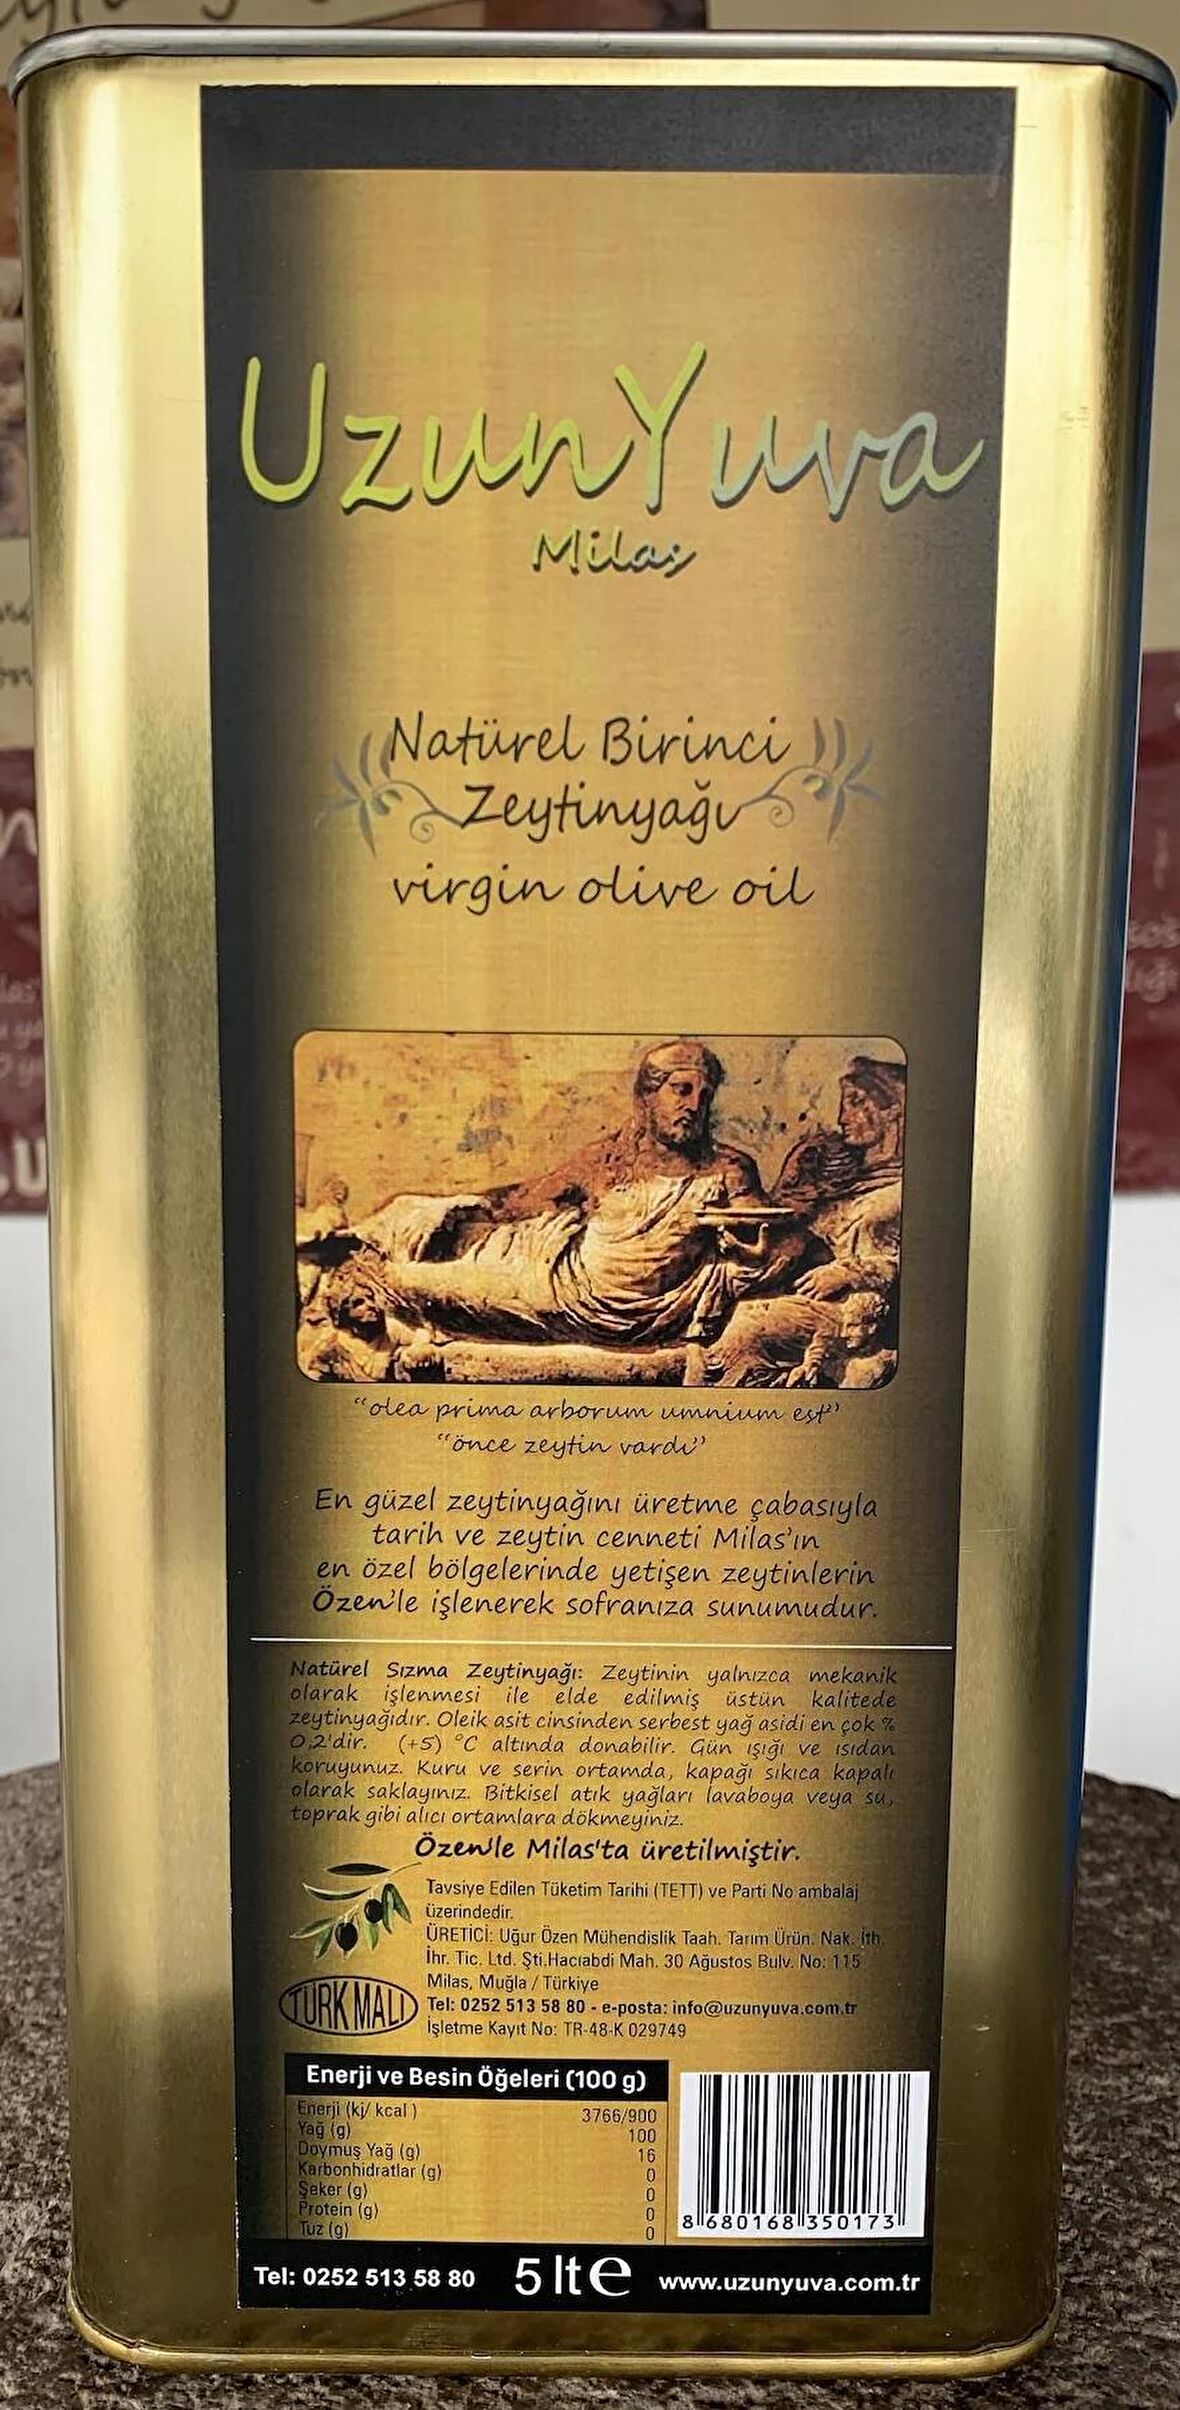 UzunYuva
Milas
Natürel Birinci
Zeytinyağı
virgin olive oil
"olea prima arborum umnium est"
"önce zeytin vardı"
En güzel zeytinyağını üretme çabasıyla
tarih ve zeytin cenneti Milas'ın
en özel bölgelerinde yetişen zeytinlerin
Özen'le işlenerek sofranıza sunumudur.
Natürel Sızma Zeytinyağı: Zeytinin yalnızca mekanik
olarak işlenmesi ile elde edilmiş üstün kalitede
zeytinyağıdır. Oleik asit cinsinden serbest yağ asidi en çok %
0,2'dir. (+5) °C altında donabilir. Gün ışığı ve ısıdan
koruyunuz. Kuru ve serin ortamda, kapağı sıkıca kapalı
olarak saklayınız. Bitkisel atık yağları lavaboya veya su,
toprak gibi alıcı ortamlara dökmeyiniz.
Özen'le Milas'ta üretilmiştir.
Tavsiye Edilen Tüketim Tarihi (TETT) ve Parti No ambalaj
üzerindedir.
ÜRETİCİ: Uğur Özen Mühendislik Taah. Tarım Ürün. Nak. İth.
İhr. Tic. Ltd. Şti.Hacıabdi Mah. 30 Ağustos Bulv. No: 115
Milas, Muğla / Türkiye
TÜRK MALI
Tel: 0252 513 58 80 - e-posta: info@uzunyuva.com.tr
İşletme Kayıt No: TR-48-K 029749
Enerji ve Besin Öğeleri (100 g)
Enerji (kj/ kcal ) 3766/900
Yağ (g) 100
Doymuş Yağ (g) 16
Karbonhidratlar (g) 0
Şeker (g) 0
Protein (g) 0
Tuz (g) 0
8 680168 350173
Tel: 0252 513 58 80 5 lt e www.uzunyuva.com.tr